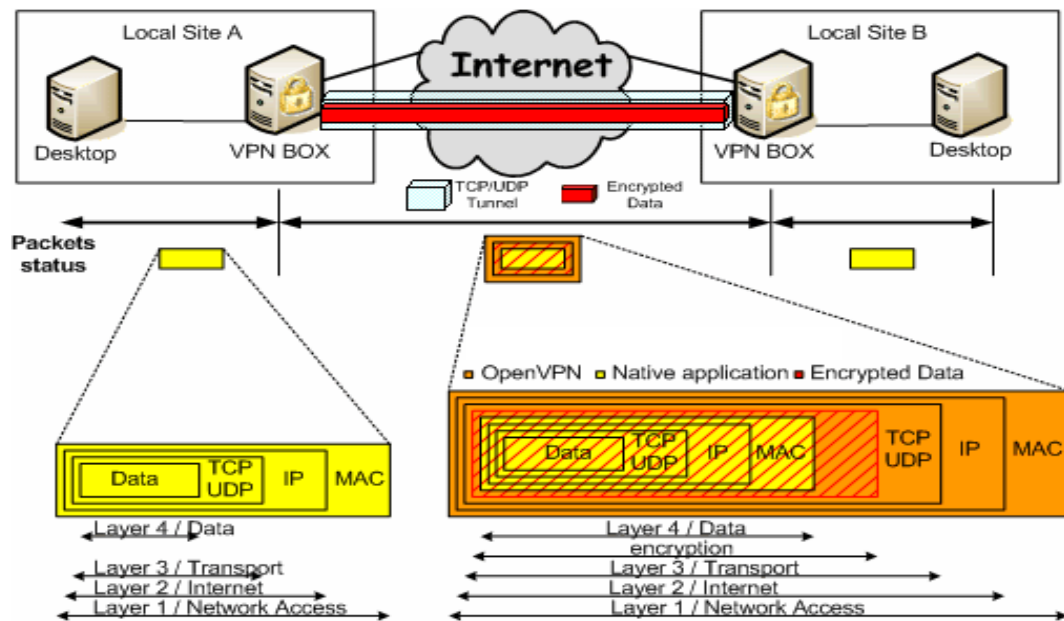 Local Site A
Internet
Local Site B
Desktop
VPN BOX
VPN BOX
Desktop
TCP/UDP
Tunnel
Encrypted
Data
Packets
status
OpenVPN
Native application
Encrypted Data
Data
TCP
UDP
IP
MAC
Data
TCP
UDP
IP
MAC
TCP
UDP
IP
MAC
Layer 4 / Data
Layer 3 / Transport
Layer 2 / Internet
Layer 1 / Network Access
Layer 4 / Data
encryption
Layer 3 / Transport
Layer 2 / Internet
Layer 1 / Network Access